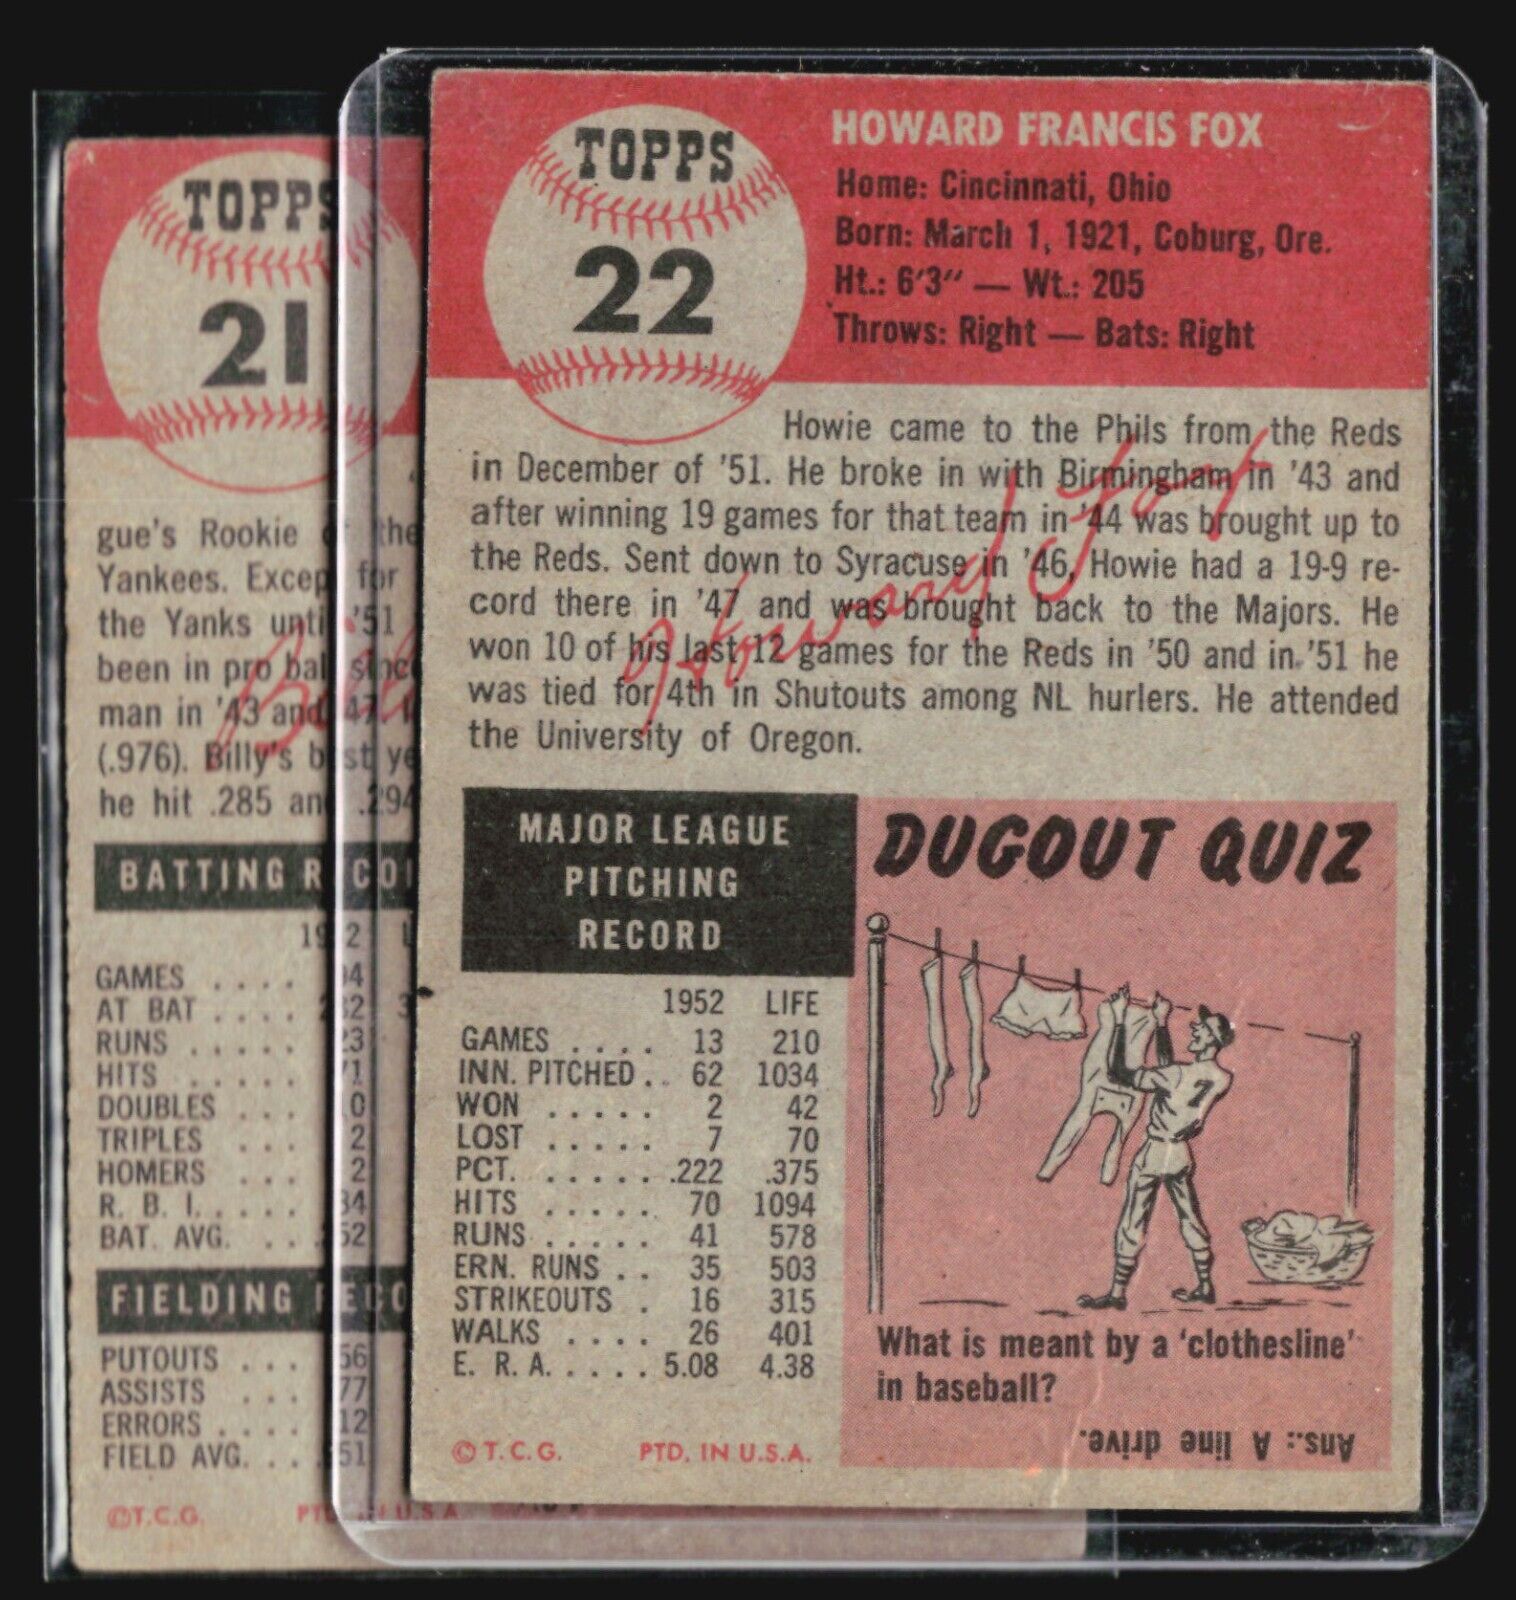 TOPPS
21
gue's Rookie the
Yankees. for
the Yanks '51
been in pro
man in '43 and '47
(.976). Billy's
he hit .285 .294
BATTING
GAMES . . . .
AT BAT . . . .
RUNS . . . . .
HITS . . . . .
DOUBLES . . .
TRIPLES . . .
HOMERS . . .
R. B. I. . . . .
BAT. AVG. . .
FIELDING
PUTOUTS . . .
ASSISTS . . .
ERRORS . . . .
FIELD AVG. . .
©T.C.G. U.S.A.
TOPPS
22
HOWARD FRANCIS FOX
Home: Cincinnati, Ohio
Born: March 1, 1921, Coburg, Ore.
Ht.: 6'3" — Wt.: 205
Throws: Right — Bats: Right
Howie came to the Phils from the Reds
in December of '51. He broke in with Birmingham in '43 and
after winning 19 games for that team in '44 was brought up to
the Reds. Sent down to Syracuse in '46, Howie had a 19-9 re-
cord there in '47 and was brought back to the Majors. He
won 10 of his last 12 games for the Reds in '50 and in '51 he
was tied for 4th in Shutouts among NL hurlers. He attended
the University of Oregon.
Howard Fox
MAJOR LEAGUE
PITCHING
RECORD
1952 LIFE
GAMES . . . . 13 210
INN. PITCHED . . 62 1034
WON . . . . . 2 42
LOST . . . . . 7 70
PCT. . . . . . .222 .375
HITS . . . . . 70 1094
RUNS . . . . . 41 578
ERN. RUNS . . 35 503
STRIKEOUTS . 16 315
WALKS . . . . 26 401
E. R. A. . . . . 5.08 4.38
© T.C.G. PTD. IN U.S.A.
DUGOUT QUIZ
7
What is meant by a 'clothesline'
in baseball?
Ans.: A line drive.